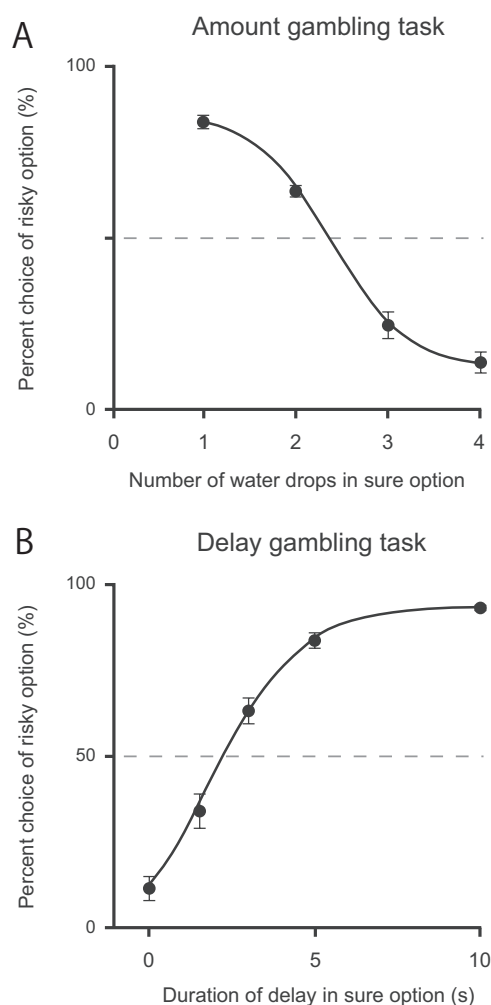 A
Amount gambling task
100
0
Percent choice of risky option (%)
0 1 2 3 4
Number of water drops in sure option
B
Delay gambling task
100
50
0
Percent choice of risky option (%)
0 5 10
Duration of delay in sure option (s)